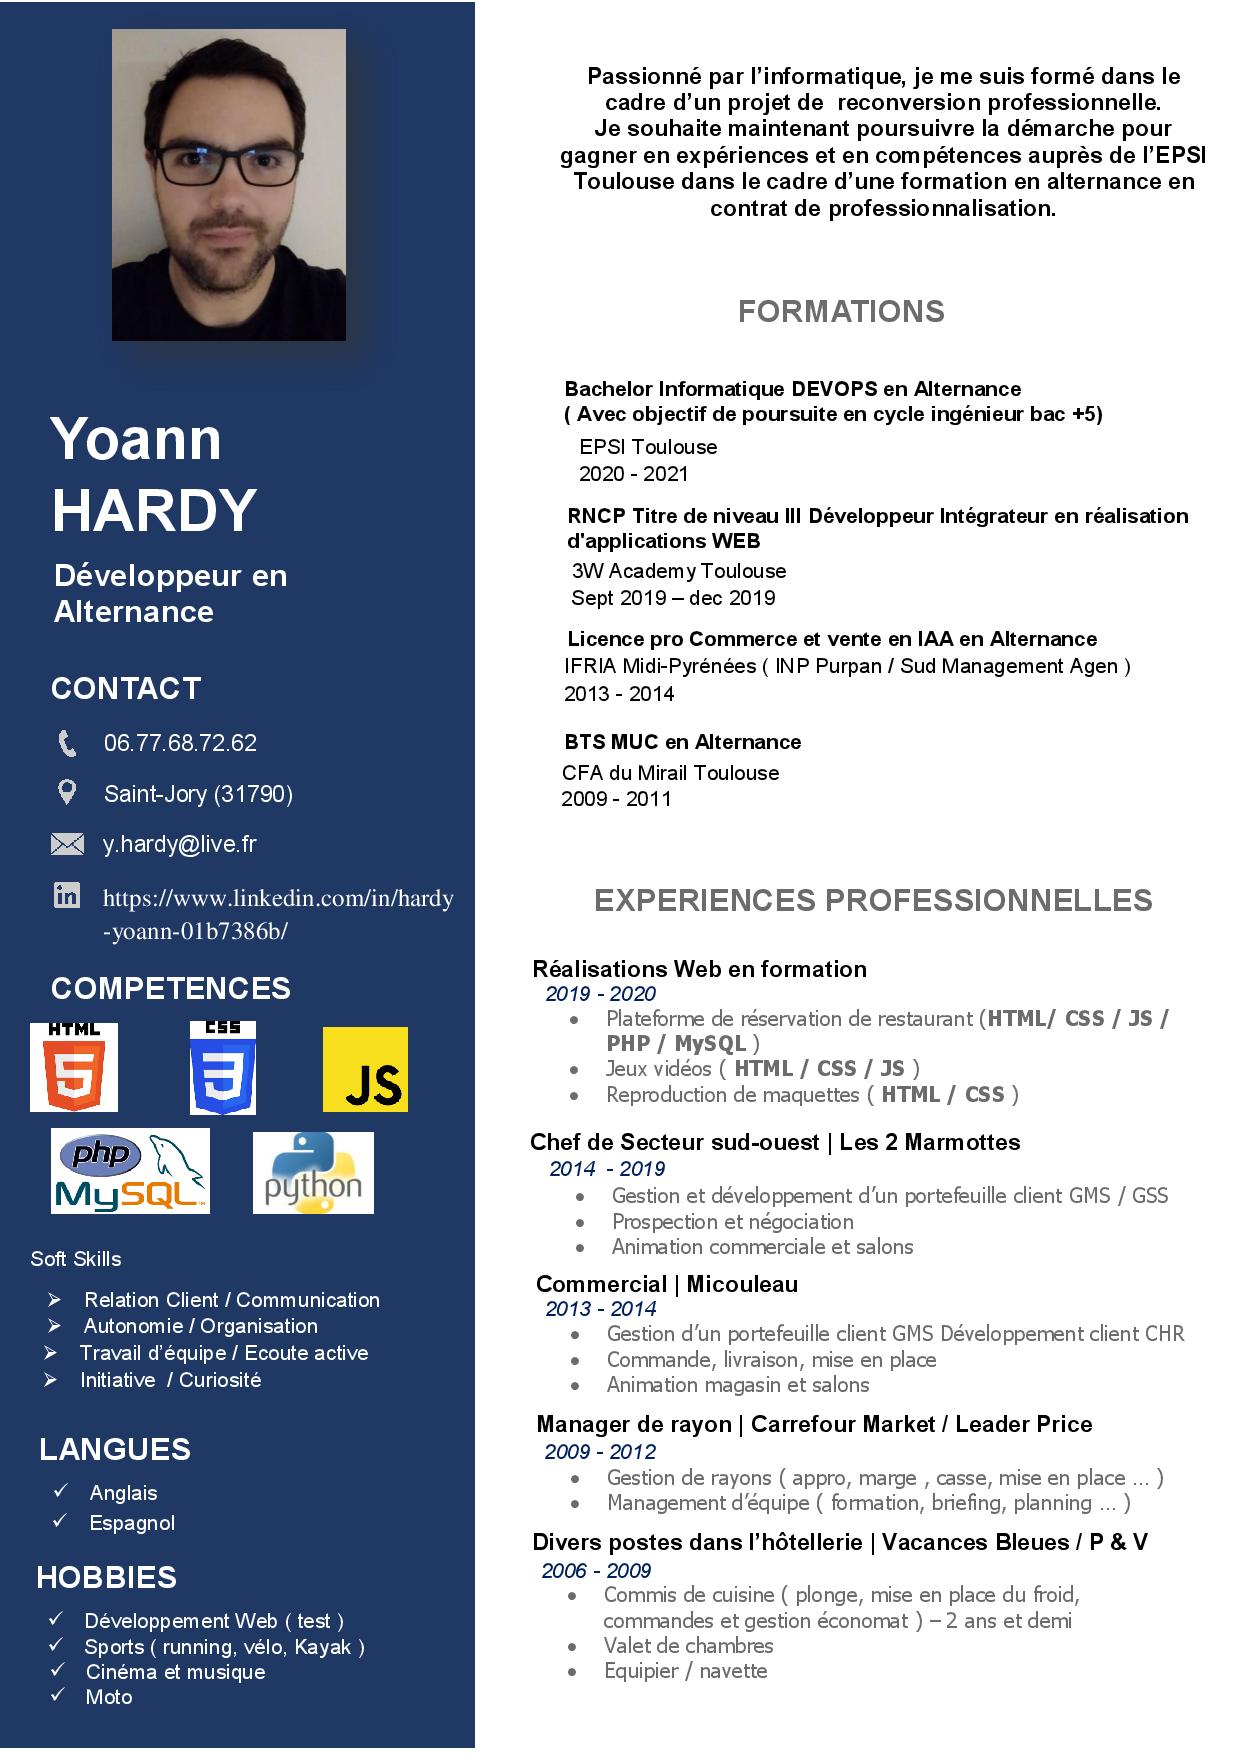 Yoann
HARDY
Développeur en
Alternance
CONTACT
06.77.68.72.62
Saint-Jory (31790)
y.hardy@live.fr
https://www.linkedin.com/in/hardy
-yoann-01b7386b/
COMPETENCES
HTML
5
CSS
3
JS
php
MySQL
python
Soft Skills
Relation Client / Communication
Autonomie / Organisation
Travail d’équipe / Ecoute active
Initiative  / Curiosité
LANGUES
Anglais
Espagnol
HOBBIES
Développement Web ( test )
Sports ( running, vélo, Kayak )
Cinéma et musique
Moto
Passionné par l’informatique, je me suis formé dans le
cadre d’un projet de  reconversion professionnelle.
Je souhaite maintenant poursuivre la démarche pour
gagner en expériences et en compétences auprès de l’EPSI
Toulouse dans le cadre d’une formation en alternance en
contrat de professionnalisation.
FORMATIONS
Bachelor Informatique DEVOPS en Alternance
( Avec objectif de poursuite en cycle ingénieur bac +5)
EPSI Toulouse
2020 - 2021
RNCP Titre de niveau III Développeur Intégrateur en réalisation
d'applications WEB
3W Academy Toulouse
Sept 2019 – dec 2019
Licence pro Commerce et vente en IAA en Alternance
IFRIA Midi-Pyrénées ( INP Purpan / Sud Management Agen )
2013 - 2014
BTS MUC en Alternance
CFA du Mirail Toulouse
2009 - 2011
EXPERIENCES PROFESSIONNELLES
Réalisations Web en formation
2019 - 2020
• Plateforme de réservation de restaurant (HTML/ CSS / JS /
PHP / MySQL )
• Jeux vidéos ( HTML / CSS / JS )
• Reproduction de maquettes ( HTML / CSS )
Chef de Secteur sud-ouest | Les 2 Marmottes
2014  - 2019
• Gestion et développement d’un portefeuille client GMS / GSS
• Prospection et négociation
• Animation commerciale et salons
Commercial | Micouleau
2013 - 2014
• Gestion d’un portefeuille client GMS Développement client CHR
• Commande, livraison, mise en place
• Animation magasin et salons
Manager de rayon | Carrefour Market / Leader Price
2009 - 2012
• Gestion de rayons ( appro, marge , casse, mise en place … )
• Management d’équipe ( formation, briefing, planning … )
Divers postes dans l’hôtellerie | Vacances Bleues / P & V
2006 - 2009
• Commis de cuisine ( plonge, mise en place du froid,
commandes et gestion économat ) – 2 ans et demi
• Valet de chambres
• Equipier / navette